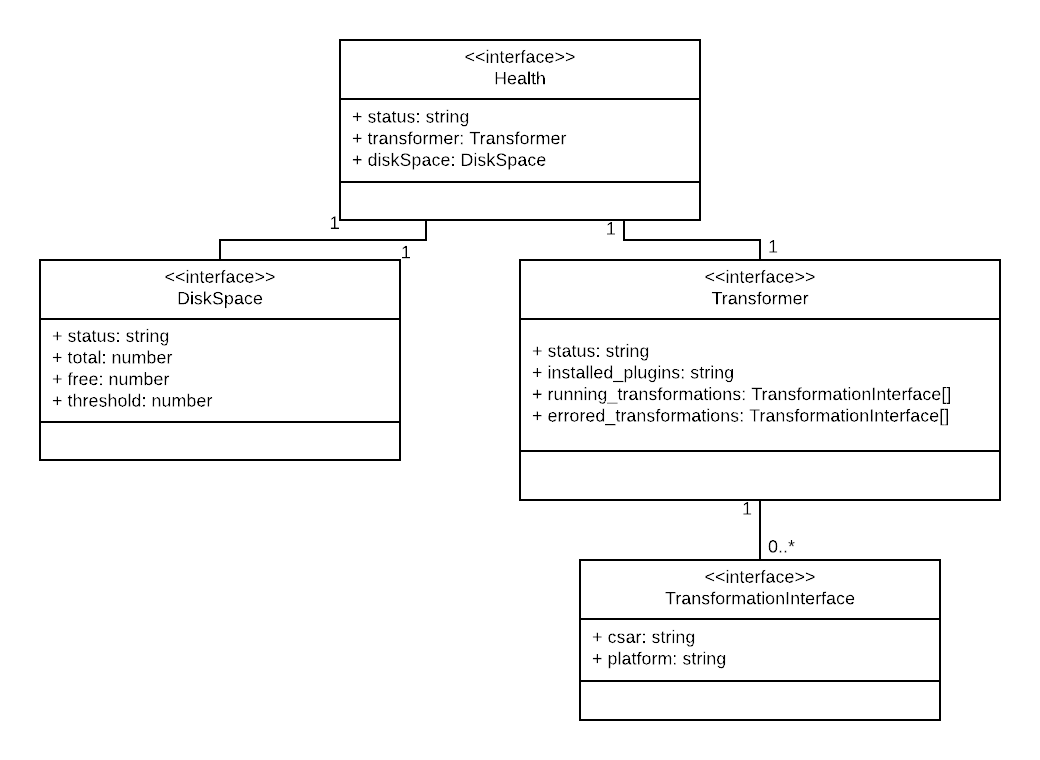 <<interface>>
Health
+ status: string
+ transformer: Transformer
+ diskSpace: DiskSpace
1
1
1
1
<<interface>>
DiskSpace
+ status: string
+ total: number
+ free: number
+ threshold: number
<<interface>>
Transformer
+ status: string
+ installed_plugins: string
+ running_transformations: TransformationInterface[]
+ errored_transformations: TransformationInterface[]
1
0..*
<<interface>>
TransformationInterface
+ csar: string
+ platform: string